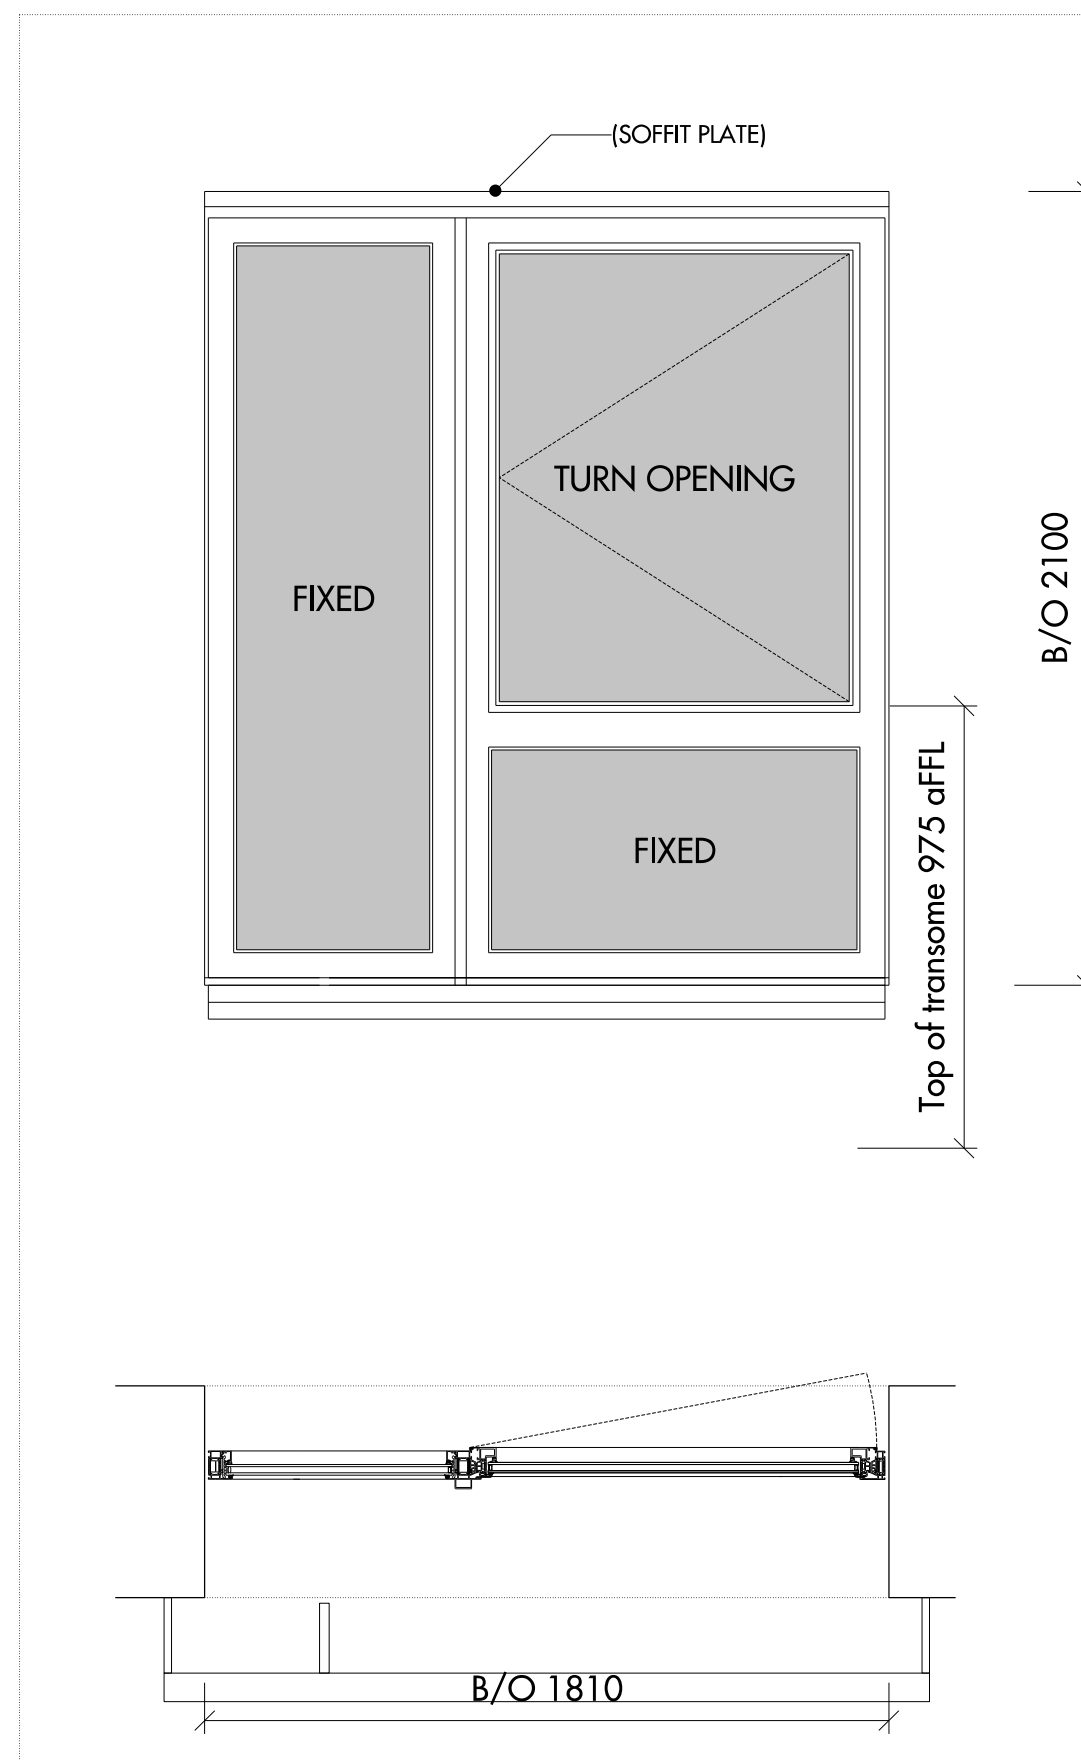 (SOFFIT PLATE)
TURN OPENING
FIXED
B/O 2100
FIXED
Top of transome 975 aFFL
B/O 1810